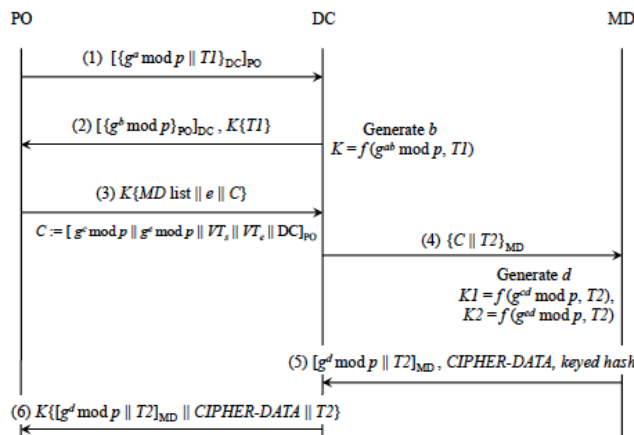 PO DC MD
(1) [{g^a mod p || T1}_DC]_PO
(2) [{g^b mod p}_PO]_DC , K{T1}
Generate b
K = f(g^ab mod p, T1)
(3) K{MD list || e || C}
C := [ g^c mod p || g^e mod p || VT_s || VT_e || DC]_PO
(4) {C || T2}_MD
Generate d
K1 = f(g^cd mod p, T2),
K2 = f(g^ed mod p, T2)
(5) [g^d mod p || T2]_MD , CIPHER-DATA, keyed hash
(6) K{[g^d mod p || T2]_MD || CIPHER-DATA || T2}